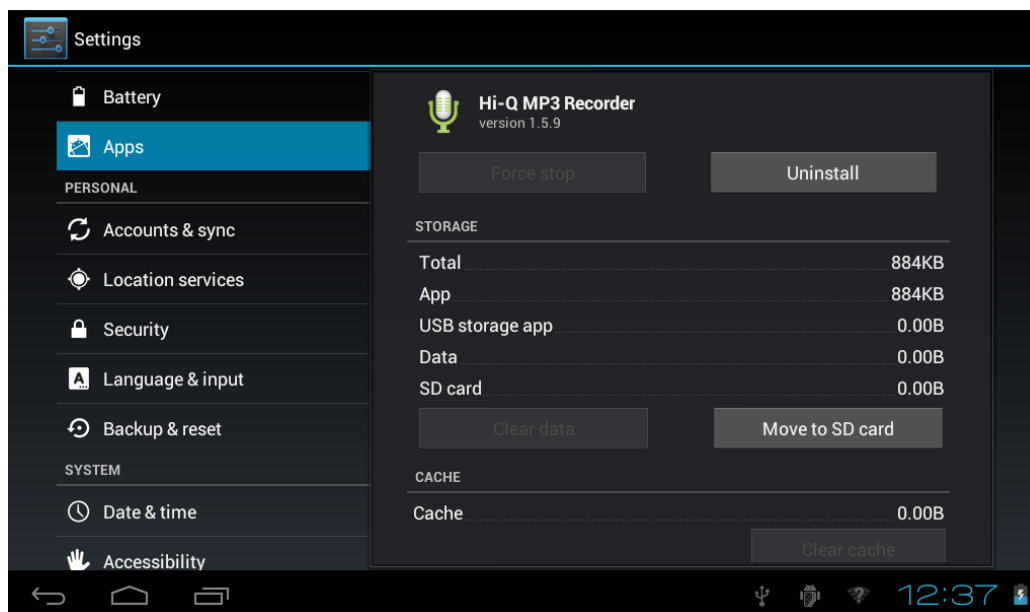 Settings
Battery
Apps
PERSONAL
Accounts & sync
Location services
Security
Language & input
Backup & reset
SYSTEM
Date & time
Accessibility
Hi-Q MP3 Recorder
version 1.5.9
Force stop
Uninstall
STORAGE
Total 884KB
App 884KB
USB storage app 0.00B
Data 0.00B
SD card 0.00B
Clear data
Move to SD card
CACHE
Cache 0.00B
Clear cache
12:37